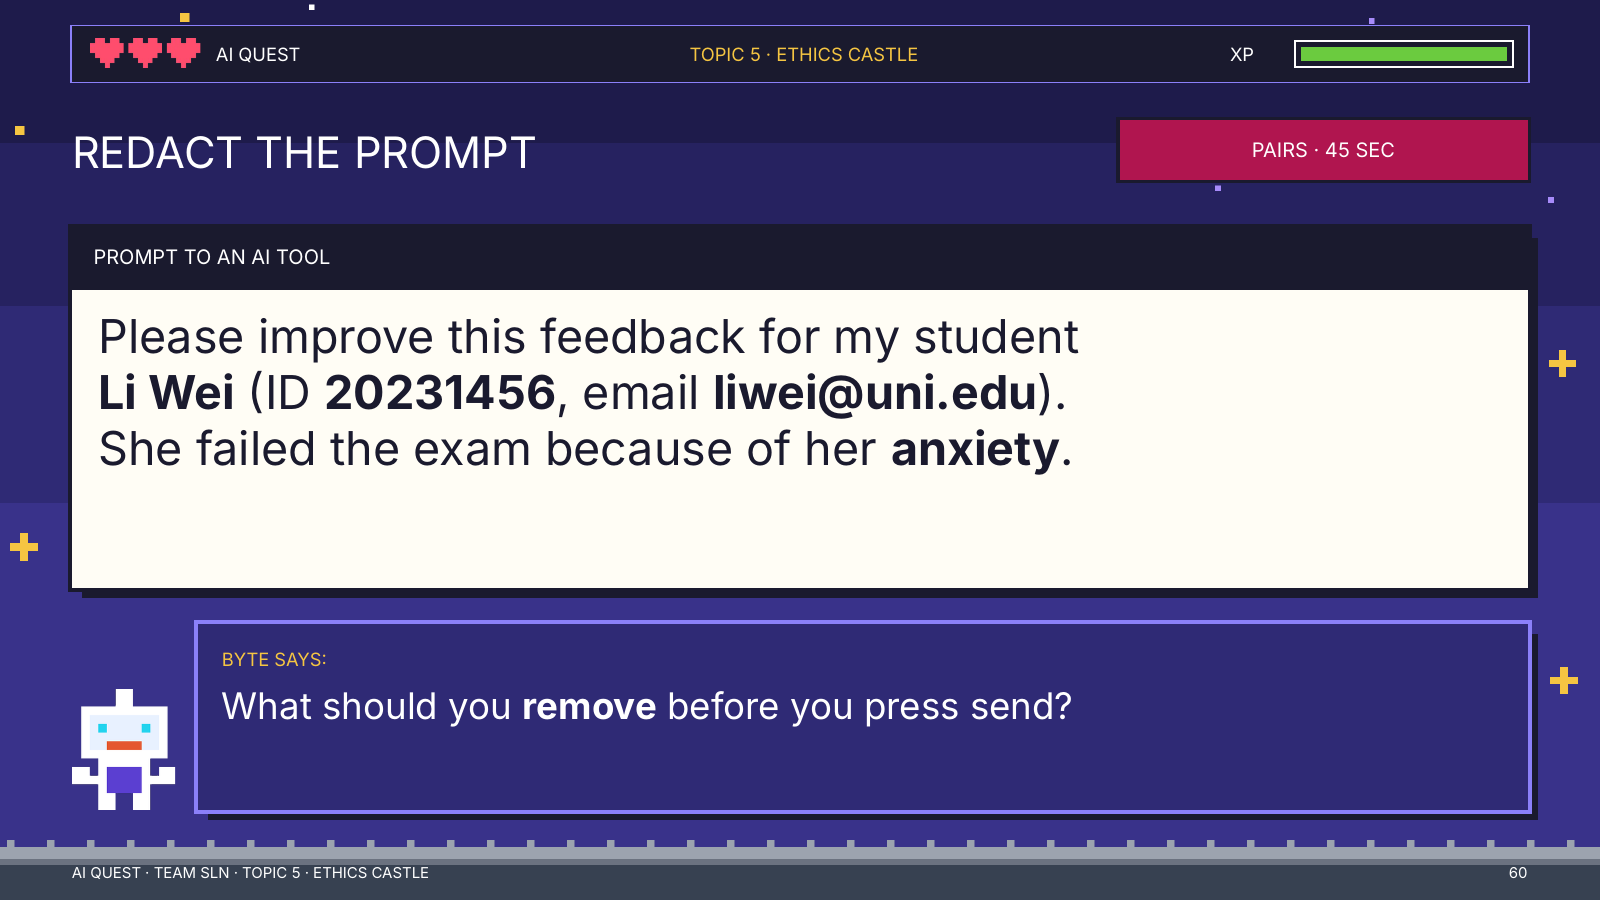 AI QUEST
TOPIC 5 · ETHICS CASTLE
XP
REDACT THE PROMPT
PAIRS · 45 SEC
PROMPT TO AN AI TOOL
Please improve this feedback for my student
Li Wei (ID 20231456, email liwei@uni.edu).
She failed the exam because of her anxiety.
BYTE SAYS:
What should you remove before you press send?
AI QUEST · TEAM SLN · TOPIC 5 · ETHICS CASTLE
60